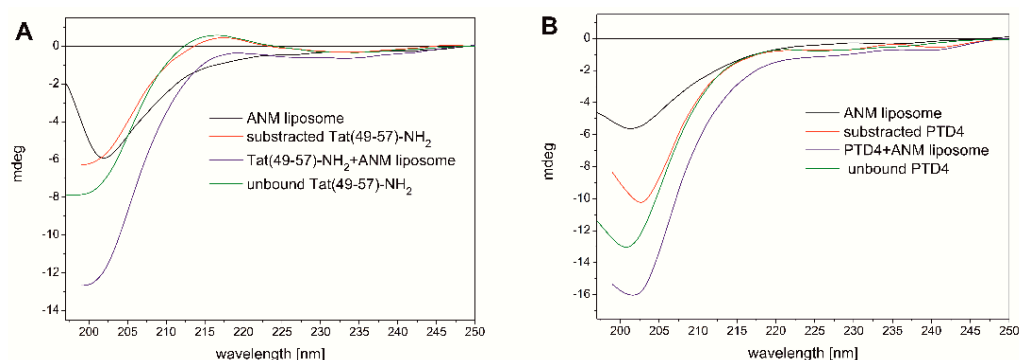 A
B
0
-2
-4
-6
-8
-10
-12
-14
mdeg
200 205 210 215 220 225 230 235 240 245 250
wavelength [nm]
ANM liposome
substracted Tat(49-57)-NH2
Tat(49-57)-NH2+ANM liposome
unbound Tat(49-57)-NH2
0
-2
-4
-6
-8
-10
-12
-14
-16
mdeg
200 205 210 215 220 225 230 235 240 245 250
wavelength [nm]
ANM liposome
substracted PTD4
PTD4+ANM liposome
unbound PTD4